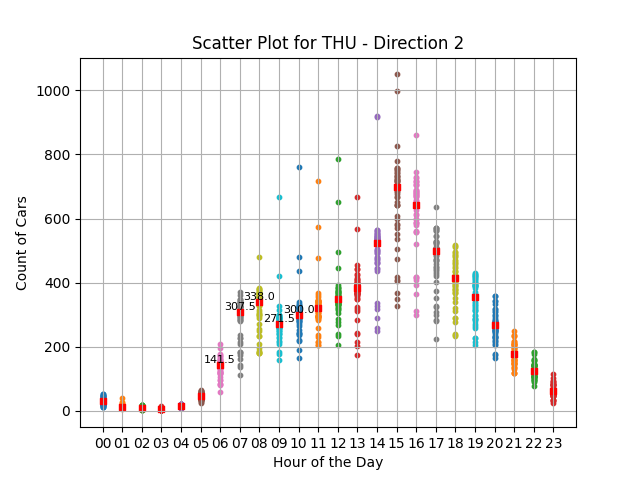 Scatter Plot for THU - Direction 2
1000
800
600
400
200
0
Count of Cars
338.0
307.5
300.0
271.5
141.5
00 01 02 03 04 05 06 07 08 09 10 11 12 13 14 15 16 17 18 19 20 21 22 23
Hour of the Day